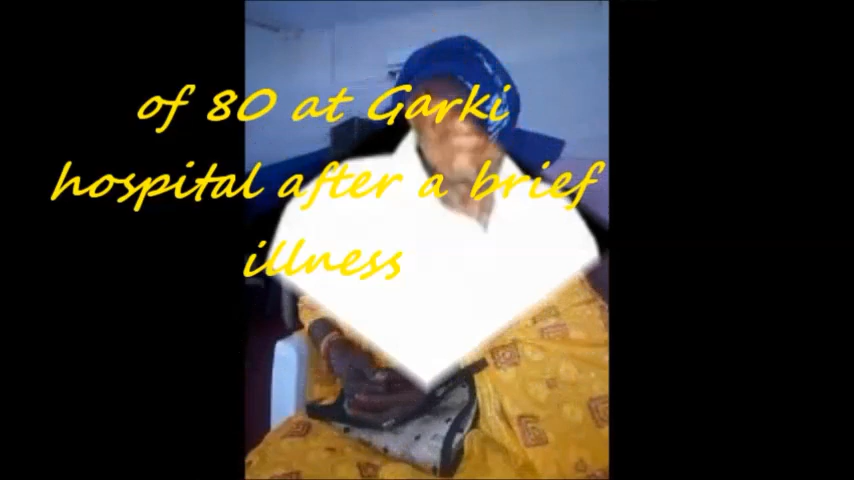 of 80 at Garki
hospital after a brief
illness